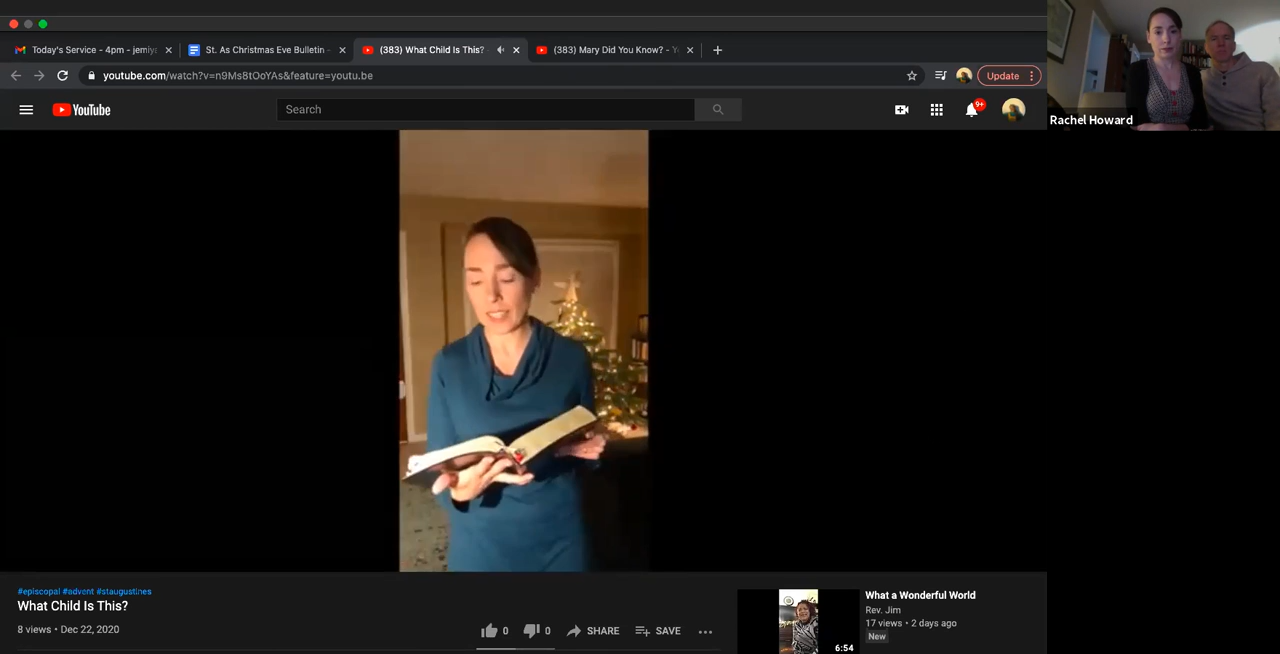 Today's Service - 4pm - jemiy
St. As Christmas Eve Bulletin -
(383) What Child Is This?
(383) Mary Did You Know? - Y
youtube.com/watch?v=n9Ms8tOoYAs&feature=youtu.be
Update
Rachel Howard
YouTube
Search
9+
#episcopal #advent #staugustines
What Child Is This?
8 views • Dec 22, 2020
0
0
SHARE
SAVE
What a Wonderful World
Rev. Jim
17 views • 2 days ago
New
6:54